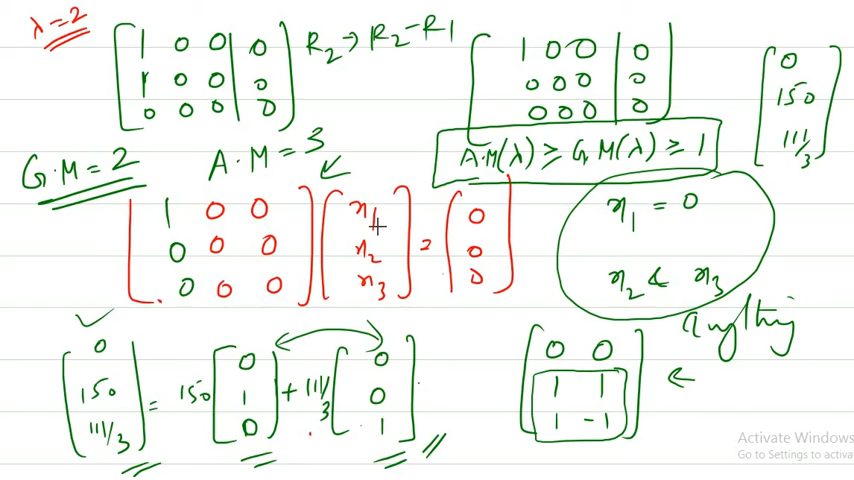 λ=2
[ 1 0 0 | 0 ] R2 → R2 − R1 [ 1 0 0 | 0 ]
[ 1 0 0 | 0 ] [ 0 0 0 | 0 ]
[ 0 0 0 | 0 ] [ 0 0 0 | 0 ]
[ 0 ]
[ 150 ]
[ 111/3 ]
G.M = 2 A.M = 3
A.M(λ) ≥ G.M(λ) ≥ 1
[ 1 0 0 ] [ x1 ] [ 0 ]
[ 0 0 0 ] [ x2 ] = [ 0 ]
[ 0 0 0 ] [ x3 ] [ 0 ]
x1 = 0
x2 & x3
Anything
[ 0 ] [ 0 ] [ 0 ]
[ 150 ] = 150 [ 1 ] + 111/3 [ 0 ]
[ 111/3 ] [ 0 ] [ 1 ]
[ 0 0 ]
[ 1 1 ] ←
[ 1 -1 ]
Activate Windows
Go to Settings to activa